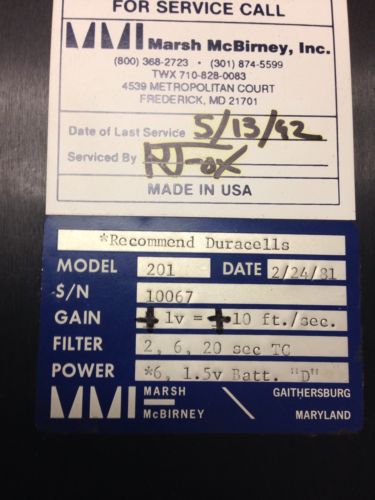 FOR SERVICE CALL
MMI Marsh McBirney, Inc.
(800) 368-2723 • (301) 874-5599
TWX 710-828-0083
4539 METROPOLITAN COURT
FREDERICK, MD 21701
Date of Last Service 5/13/92
Serviced By
MADE IN USA
*Recommend Duracells
MODEL 201 DATE 2/24/81
S/N 10067
GAIN + 1v = + 10 ft./sec.
FILTER 2, 6, 20 sec TC
POWER *6, 1.5v Batt. "D"
MMI MARSH McBIRNEY GAITHERSBURG MARYLAND